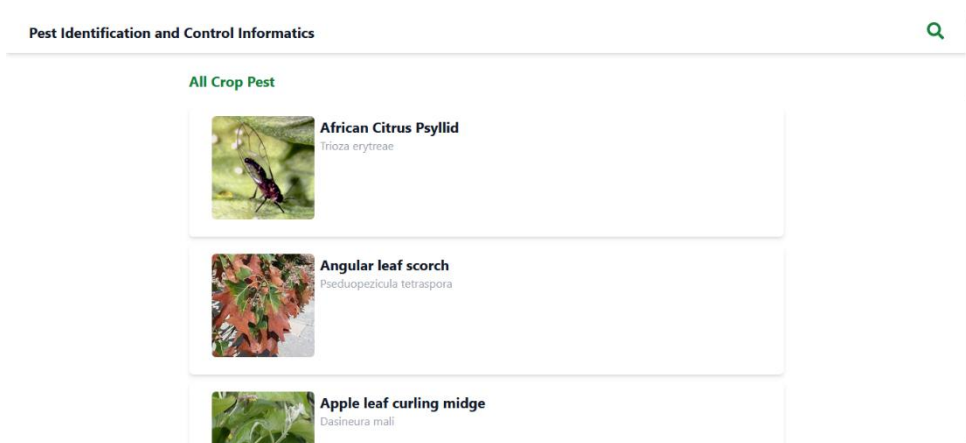 Pest Identification and Control Informatics
All Crop Pest
African Citrus Psyllid
Trioza erytreae
Angular leaf scorch
Pseduopezicula tetraspora
Apple leaf curling midge
Dasineura mali